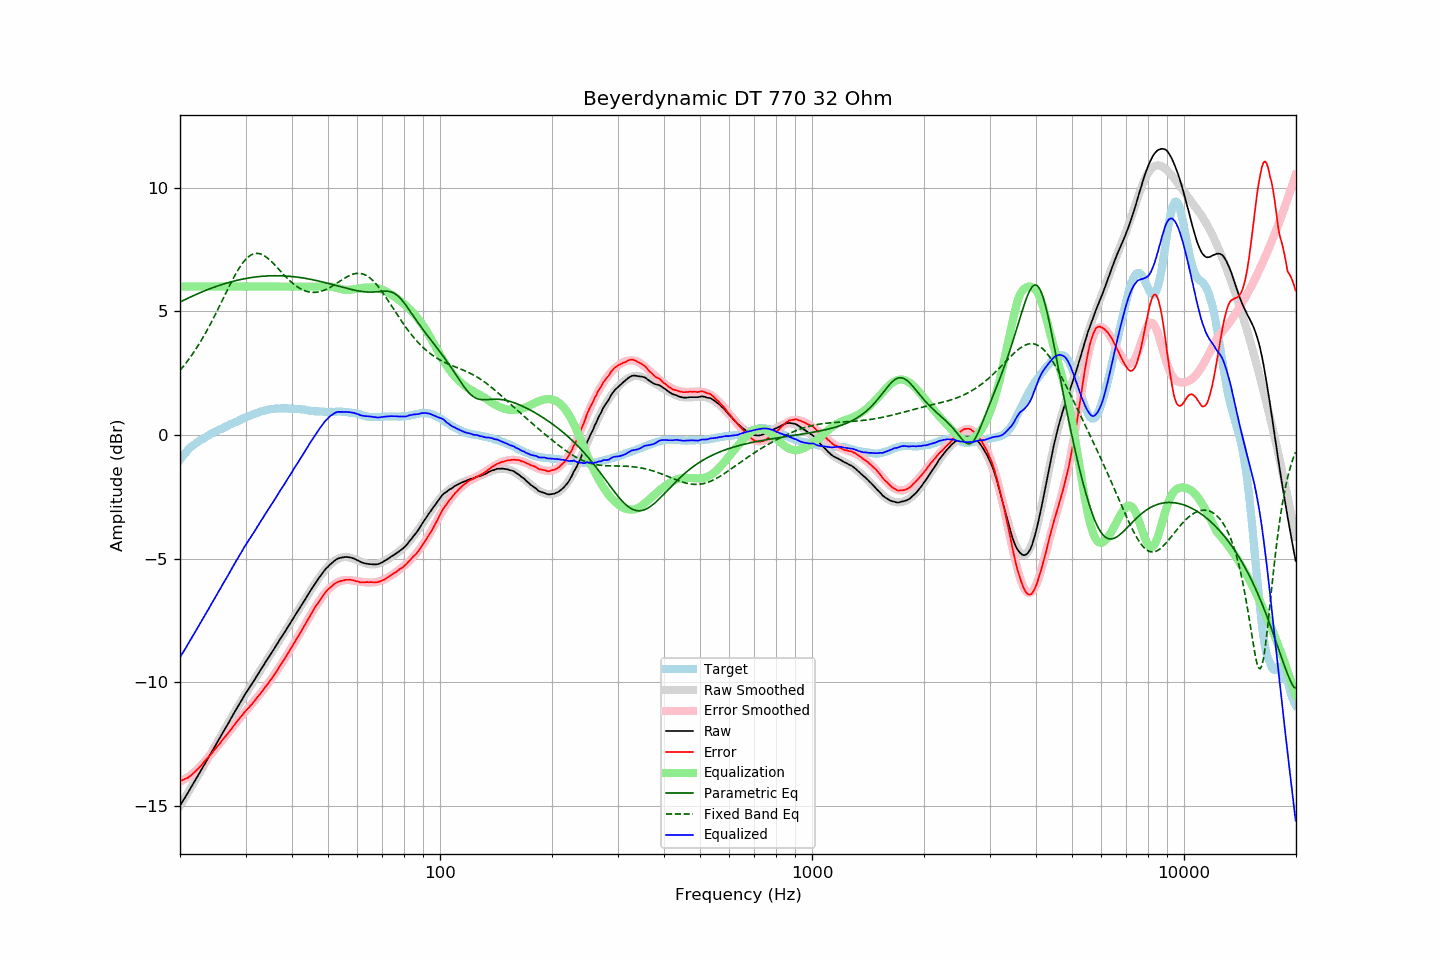 Beyerdynamic DT 770 32 Ohm
Amplitude (dBr)
10
5
0
−5
−10
−15
100
1000
10000
Frequency (Hz)
Target
Raw Smoothed
Error Smoothed
Raw
Error
Equalization
Parametric Eq
Fixed Band Eq
Equalized